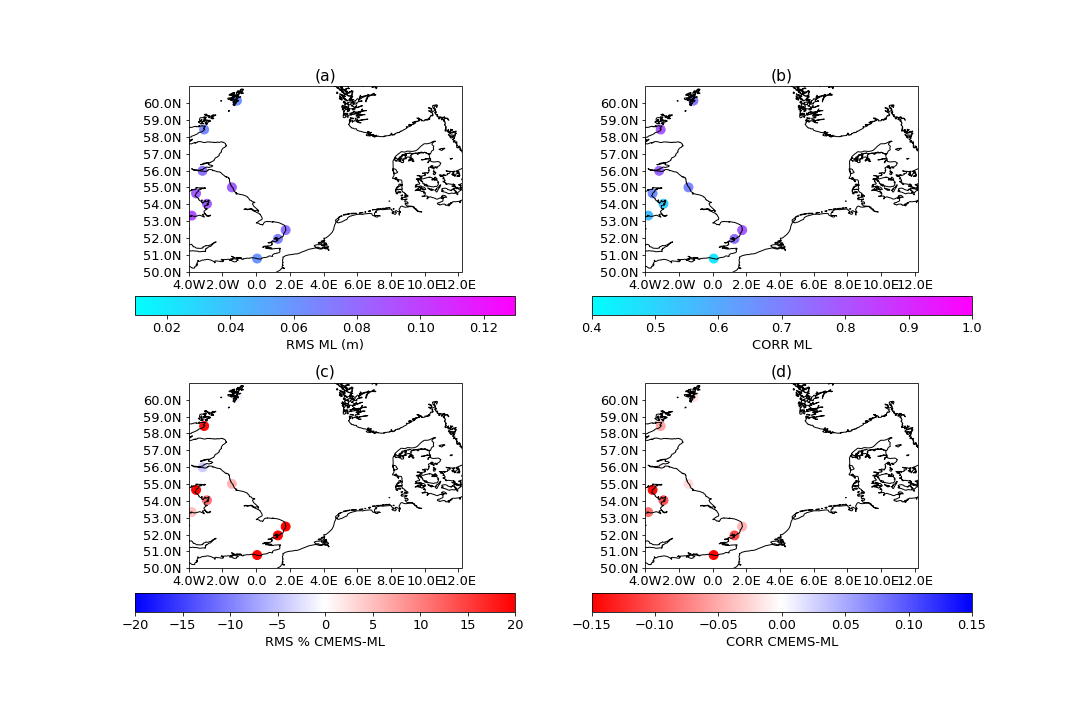 (a)
60.0N
59.0N
58.0N
57.0N
56.0N
55.0N
54.0N
53.0N
52.0N
51.0N
50.0N
4.0W 2.0W 0.0 2.0E 4.0E 6.0E 8.0E 10.0E 12.0E
0.02 0.04 0.06 0.08 0.10 0.12
RMS ML (m)
(b)
60.0N
59.0N
58.0N
57.0N
56.0N
55.0N
54.0N
53.0N
52.0N
51.0N
50.0N
4.0W 2.0W 0.0 2.0E 4.0E 6.0E 8.0E 10.0E 12.0E
0.4 0.5 0.6 0.7 0.8 0.9 1.0
CORR ML
(c)
60.0N
59.0N
58.0N
57.0N
56.0N
55.0N
54.0N
53.0N
52.0N
51.0N
50.0N
4.0W 2.0W 0.0 2.0E 4.0E 6.0E 8.0E 10.0E 12.0E
−20 −15 −10 −5 0 5 10 15 20
RMS % CMEMS-ML
(d)
60.0N
59.0N
58.0N
57.0N
56.0N
55.0N
54.0N
53.0N
52.0N
51.0N
50.0N
4.0W 2.0W 0.0 2.0E 4.0E 6.0E 8.0E 10.0E 12.0E
−0.15 −0.10 −0.05 0.00 0.05 0.10 0.15
CORR CMEMS-ML